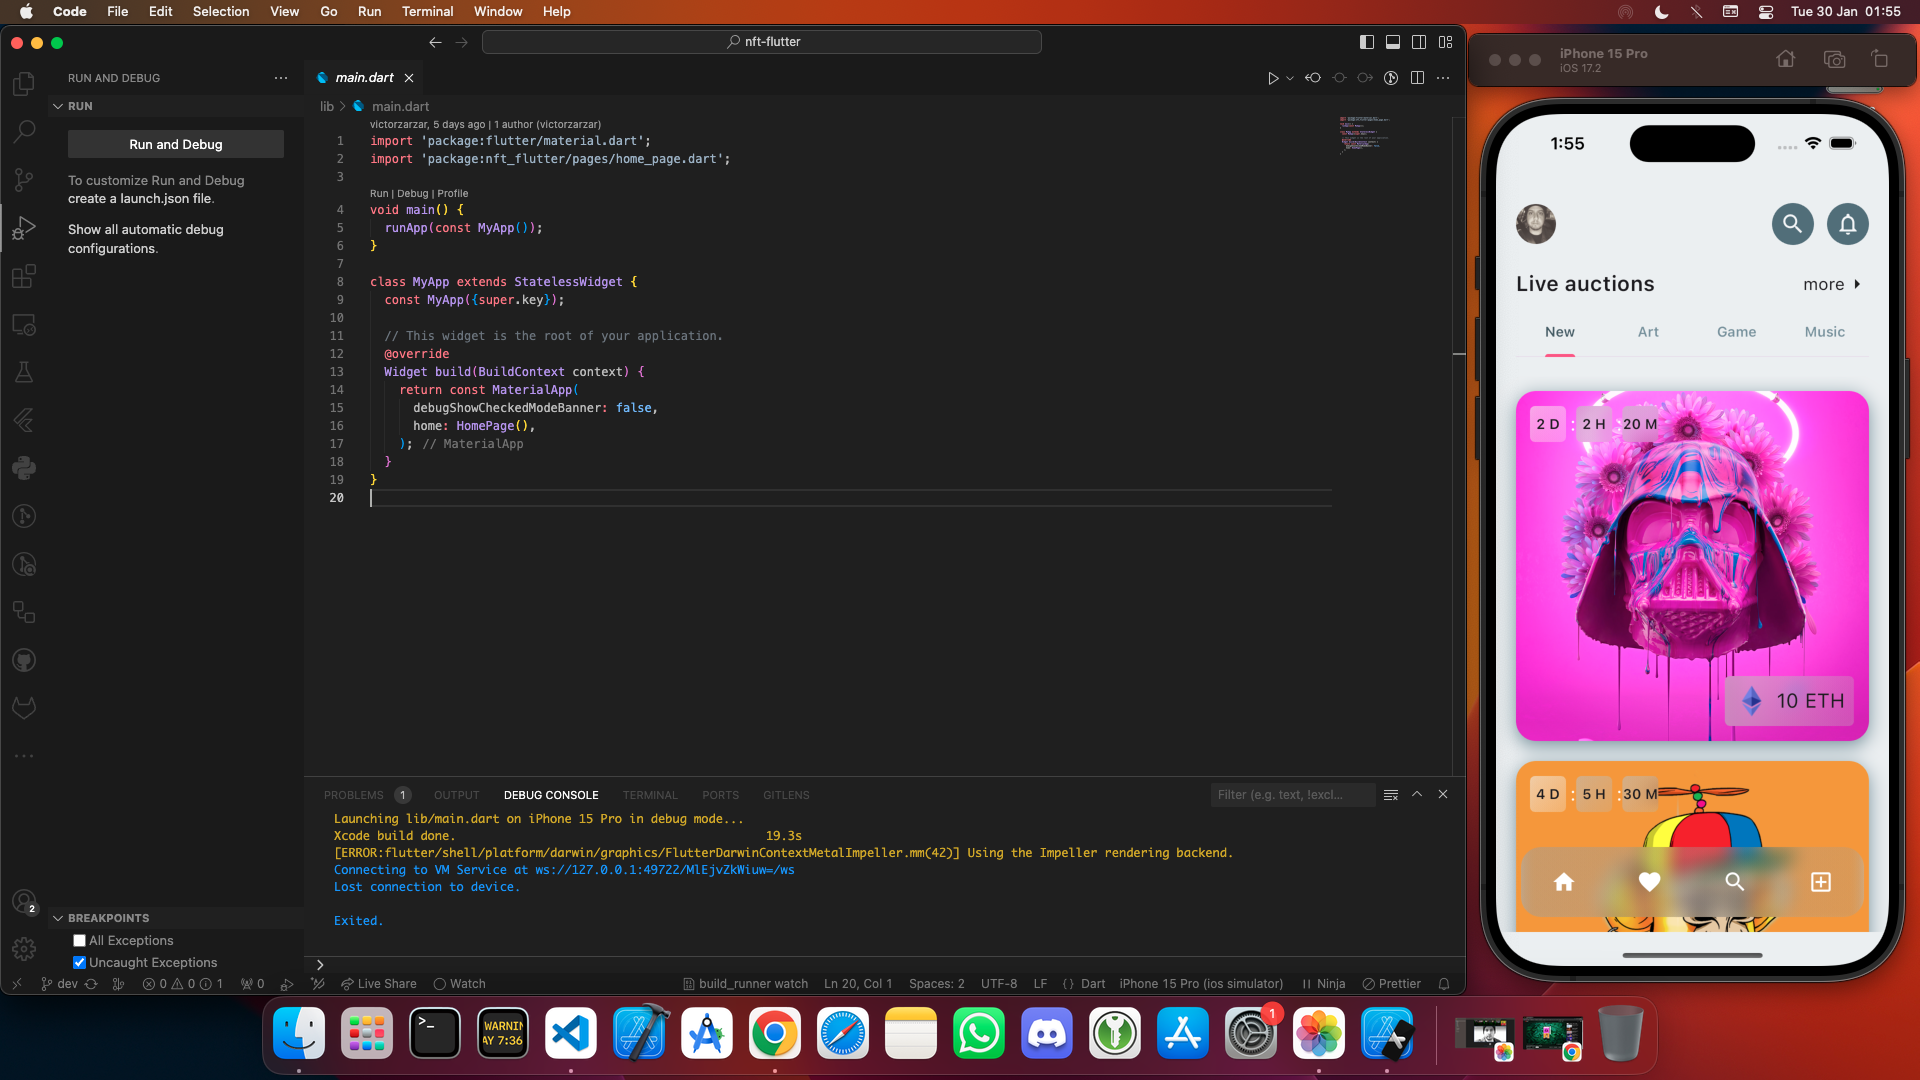 Code File Edit Selection View Go Run Terminal Window Help
Tue 30 Jan 01:55
nft-flutter
RUN AND DEBUG
RUN
Run and Debug
To customize Run and Debug
create a launch.json file.
Show all automatic debug
configurations.
main.dart
lib > main.dart
victorzarzar, 5 days ago | 1 author (victorzarzar)
1 import 'package:flutter/material.dart';
2 import 'package:nft_flutter/pages/home_page.dart';
3
Run | Debug | Profile
4 void main() {
5 runApp(const MyApp());
6 }
7
8 class MyApp extends StatelessWidget {
9 const MyApp({super.key});
10
11 // This widget is the root of your application.
12 @override
13 Widget build(BuildContext context) {
14 return const MaterialApp(
15 debugShowCheckedModeBanner: false,
16 home: HomePage(),
17 ); // MaterialApp
18 }
19 }
20
PROBLEMS 1 OUTPUT DEBUG CONSOLE TERMINAL PORTS GITLENS
Filter (e.g. text, !excl...
Launching lib/main.dart on iPhone 15 Pro in debug mode...
Xcode build done. 19.3s
[ERROR:flutter/shell/platform/darwin/graphics/FlutterDarwinContextMetalImpeller.mm(42)] Using the Impeller rendering backend.
Connecting to VM Service at ws://127.0.0.1:49722/MlEjvZkWiuw=/ws
Lost connection to device.
Exited.
2
BREAKPOINTS
All Exceptions
Uncaught Exceptions
dev 0 0 1 0 Live Share Watch
build_runner watch Ln 20, Col 1 Spaces: 2 UTF-8 LF {} Dart iPhone 15 Pro (ios simulator) Ninja Prettier
iPhone 15 Pro
iOS 17.2
1:55
Live auctions
more
New Art Game Music
2 D : 2 H : 20 M
10 ETH
4 D : 5 H : 30 M
>_
WARNIN
AY 7:36
1